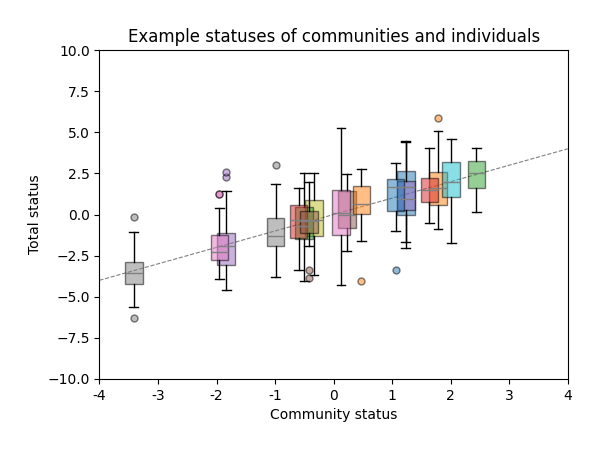 Example statuses of communities and individuals
10.0
7.5
5.0
2.5
0.0
−2.5
−5.0
−7.5
−10.0
Total status
-4 -3 -2 -1 0 1 2 3 4
Community status